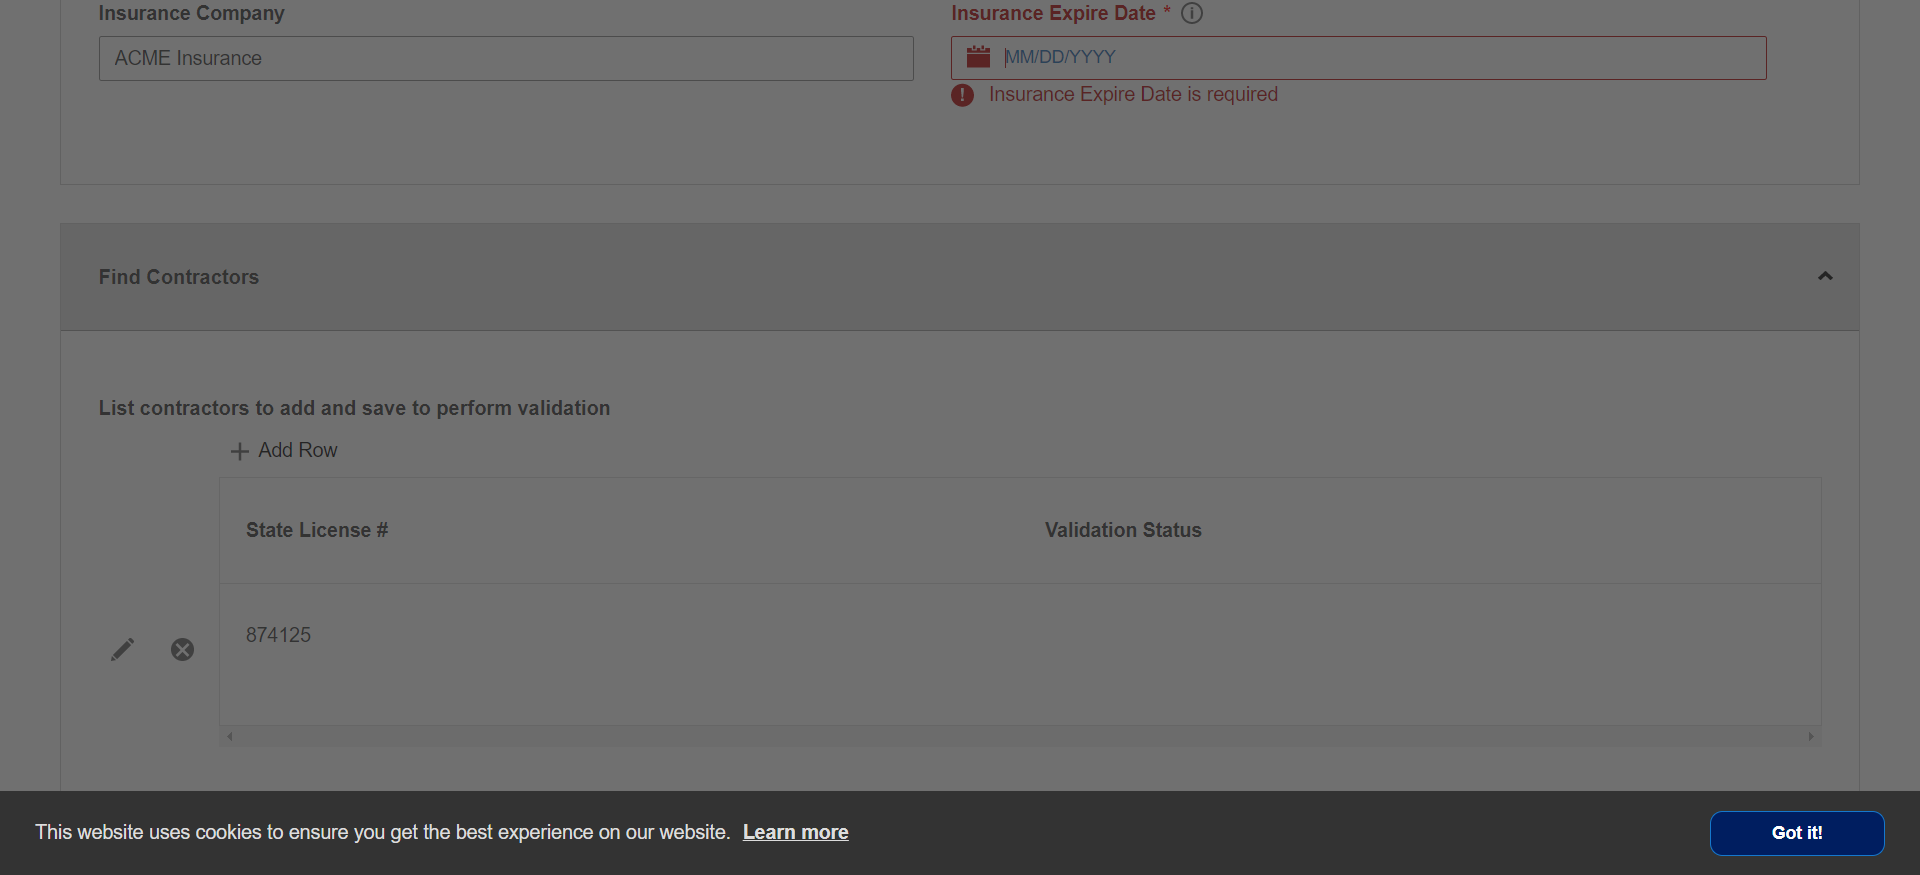 Insurance Company
Insurance Expire Date *
ACME Insurance
MM/DD/YYYY
Insurance Expire Date is required
Find Contractors
List contractors to add and save to perform validation
Add Row
State License #
Validation Status
874125
This website uses cookies to ensure you get the best experience on our website. Learn more
Got it!